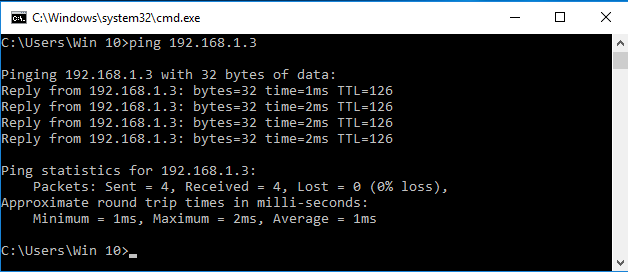 C:\Windows\system32\cmd.exe
C:\Users\Win 10>ping 192.168.1.3
Pinging 192.168.1.3 with 32 bytes of data:
Reply from 192.168.1.3: bytes=32 time=1ms TTL=126
Reply from 192.168.1.3: bytes=32 time=2ms TTL=126
Reply from 192.168.1.3: bytes=32 time=2ms TTL=126
Reply from 192.168.1.3: bytes=32 time=2ms TTL=126
Ping statistics for 192.168.1.3:
    Packets: Sent = 4, Received = 4, Lost = 0 (0% loss),
Approximate round trip times in milli-seconds:
    Minimum = 1ms, Maximum = 2ms, Average = 1ms
C:\Users\Win 10>